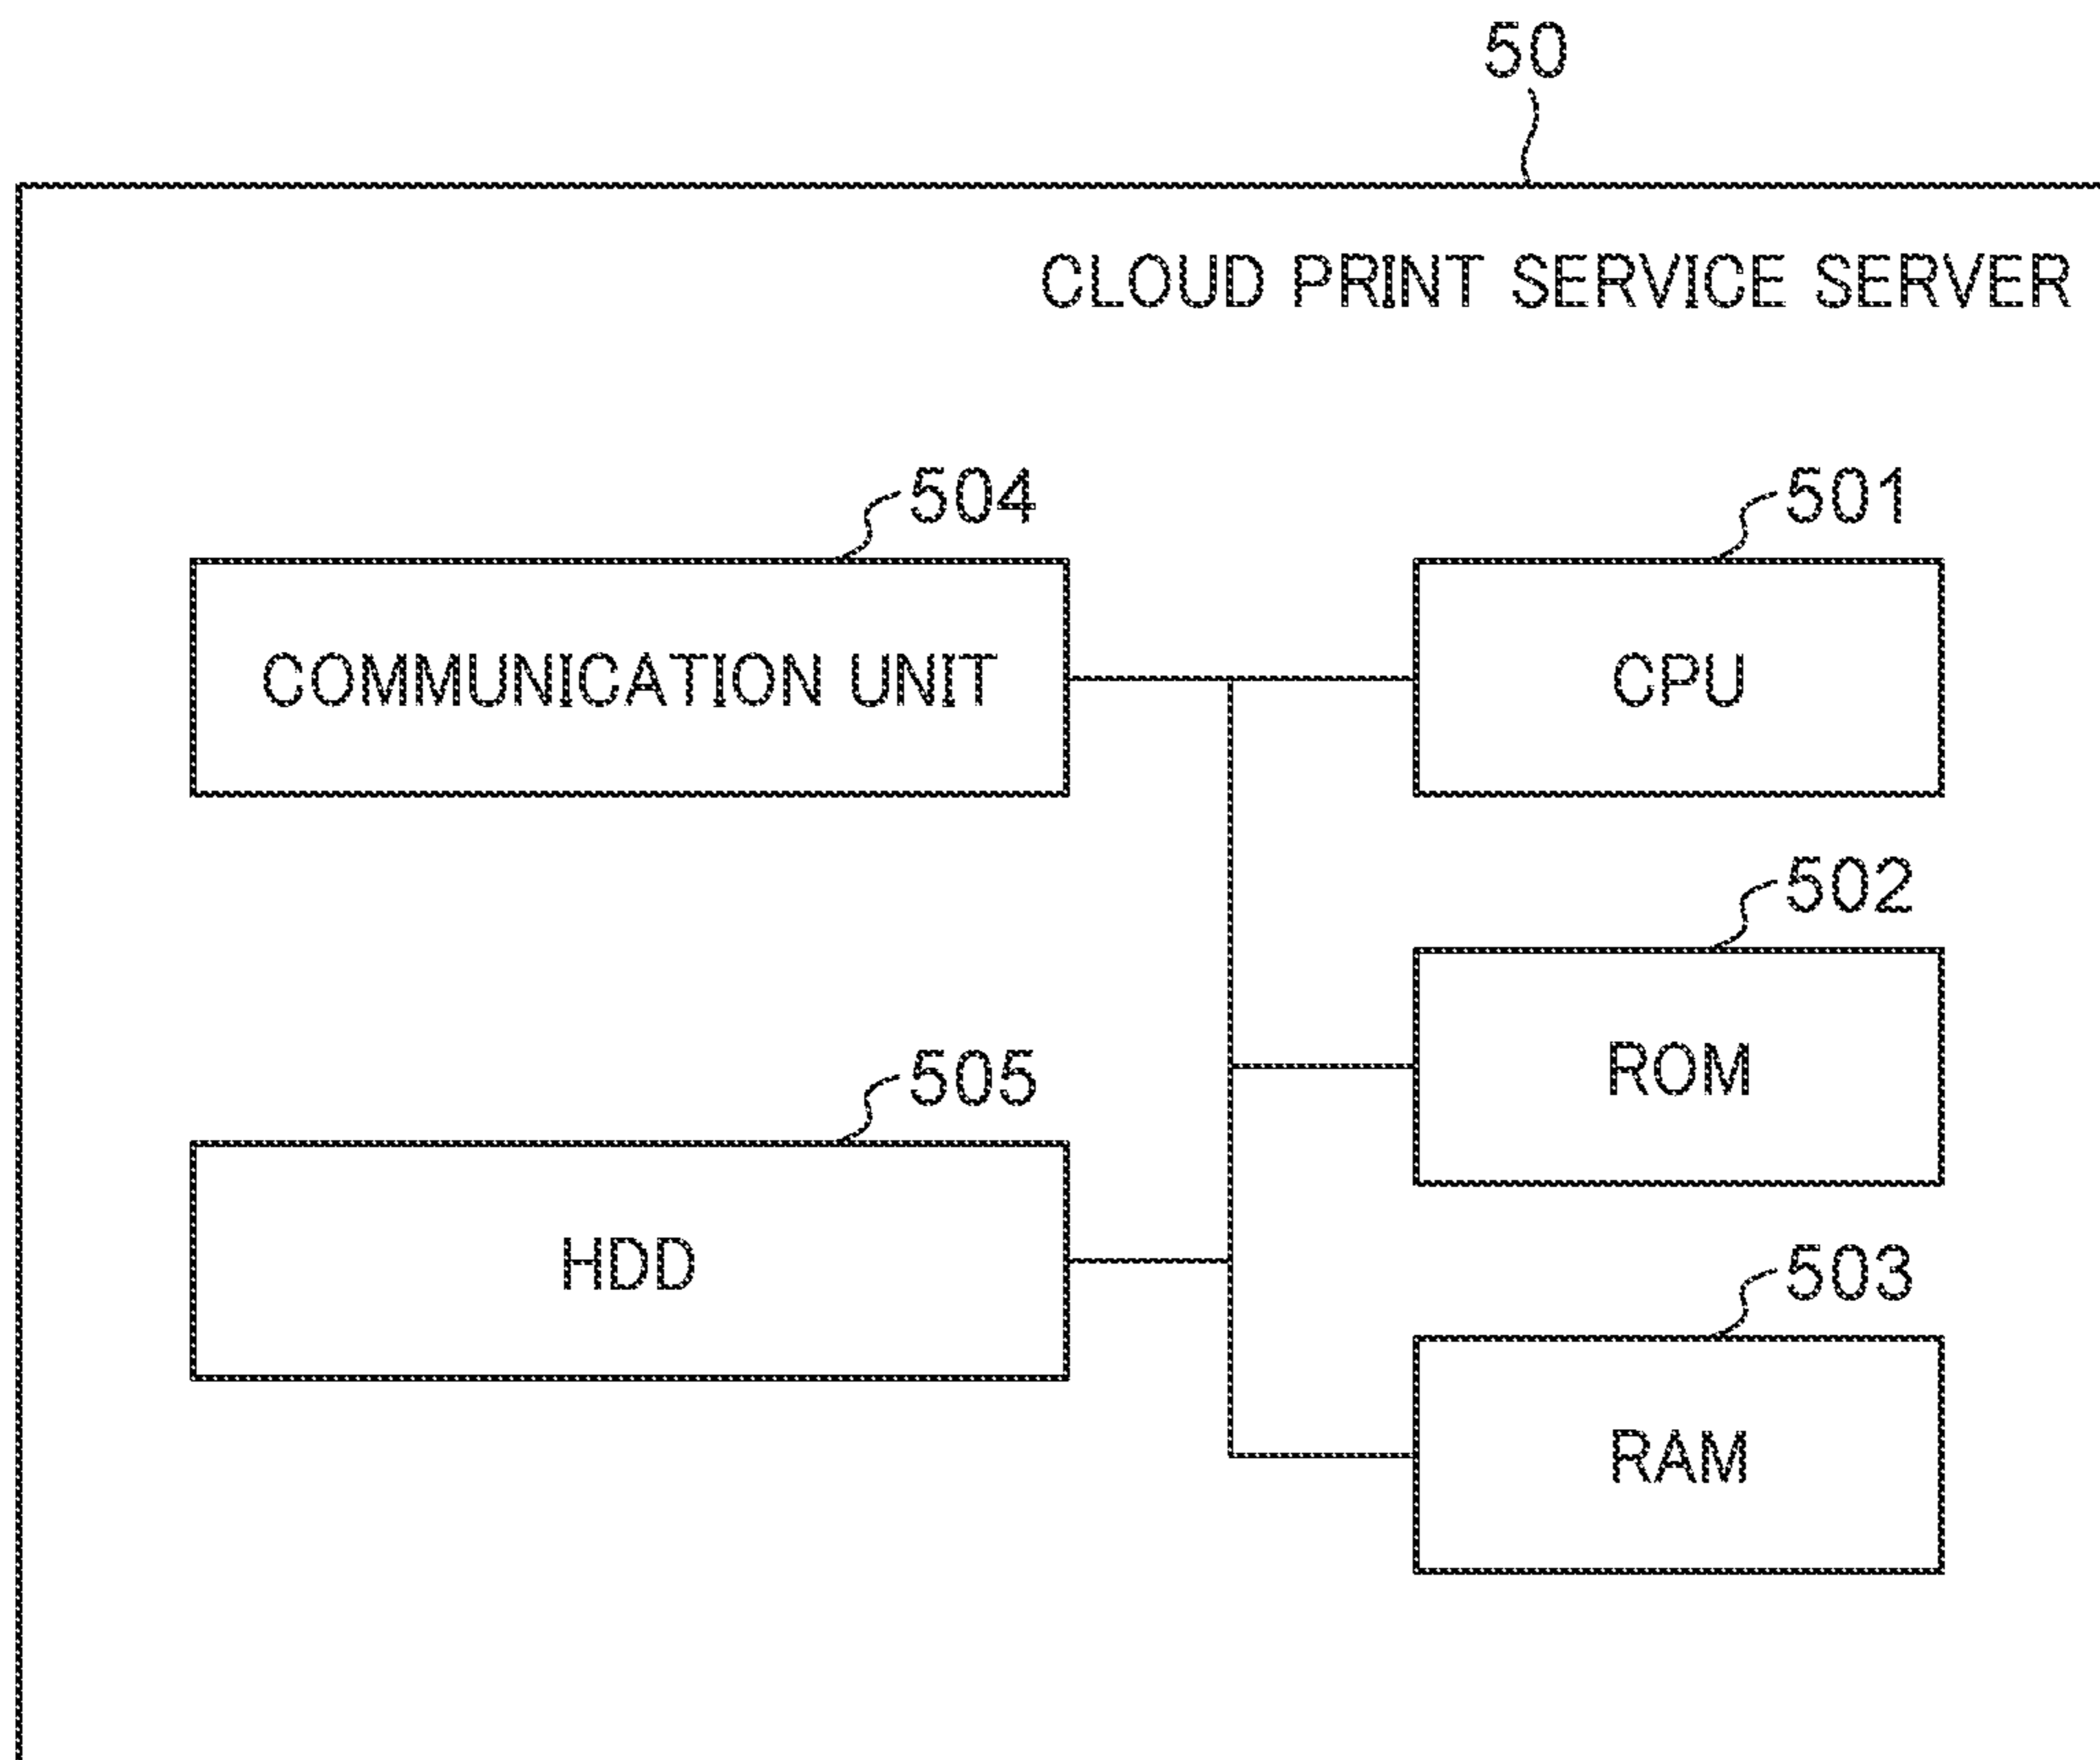 50
CLOUD PRINT SERVICE SERVER
504
COMMUNICATION UNIT
501
CPU
502
ROM
505
HDD
503
RAM